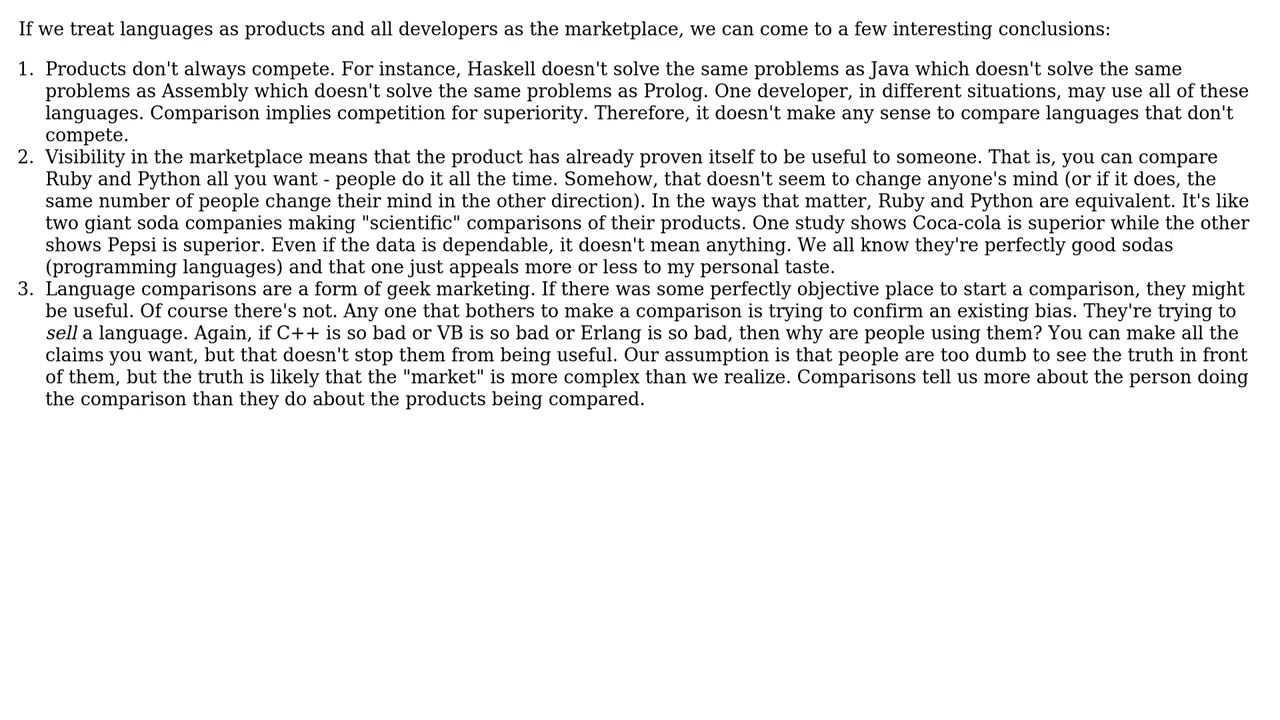 If we treat languages as products and all developers as the marketplace, we can come to a few interesting conclusions:
1. Products don't always compete. For instance, Haskell doesn't solve the same problems as Java which doesn't solve the same
problems as Assembly which doesn't solve the same problems as Prolog. One developer, in different situations, may use all of these
languages. Comparison implies competition for superiority. Therefore, it doesn't make any sense to compare languages that don't
compete.
2. Visibility in the marketplace means that the product has already proven itself to be useful to someone. That is, you can compare
Ruby and Python all you want - people do it all the time. Somehow, that doesn't seem to change anyone's mind (or if it does, the
same number of people change their mind in the other direction). In the ways that matter, Ruby and Python are equivalent. It's like
two giant soda companies making "scientific" comparisons of their products. One study shows Coca-cola is superior while the other
shows Pepsi is superior. Even if the data is dependable, it doesn't mean anything. We all know they're perfectly good sodas
(programming languages) and that one just appeals more or less to my personal taste.
3. Language comparisons are a form of geek marketing. If there was some perfectly objective place to start a comparison, they might
be useful. Of course there's not. Any one that bothers to make a comparison is trying to confirm an existing bias. They're trying to
sell a language. Again, if C++ is so bad or VB is so bad or Erlang is so bad, then why are people using them? You can make all the
claims you want, but that doesn't stop them from being useful. Our assumption is that people are too dumb to see the truth in front
of them, but the truth is likely that the "market" is more complex than we realize. Comparisons tell us more about the person doing
the comparison than they do about the products being compared.